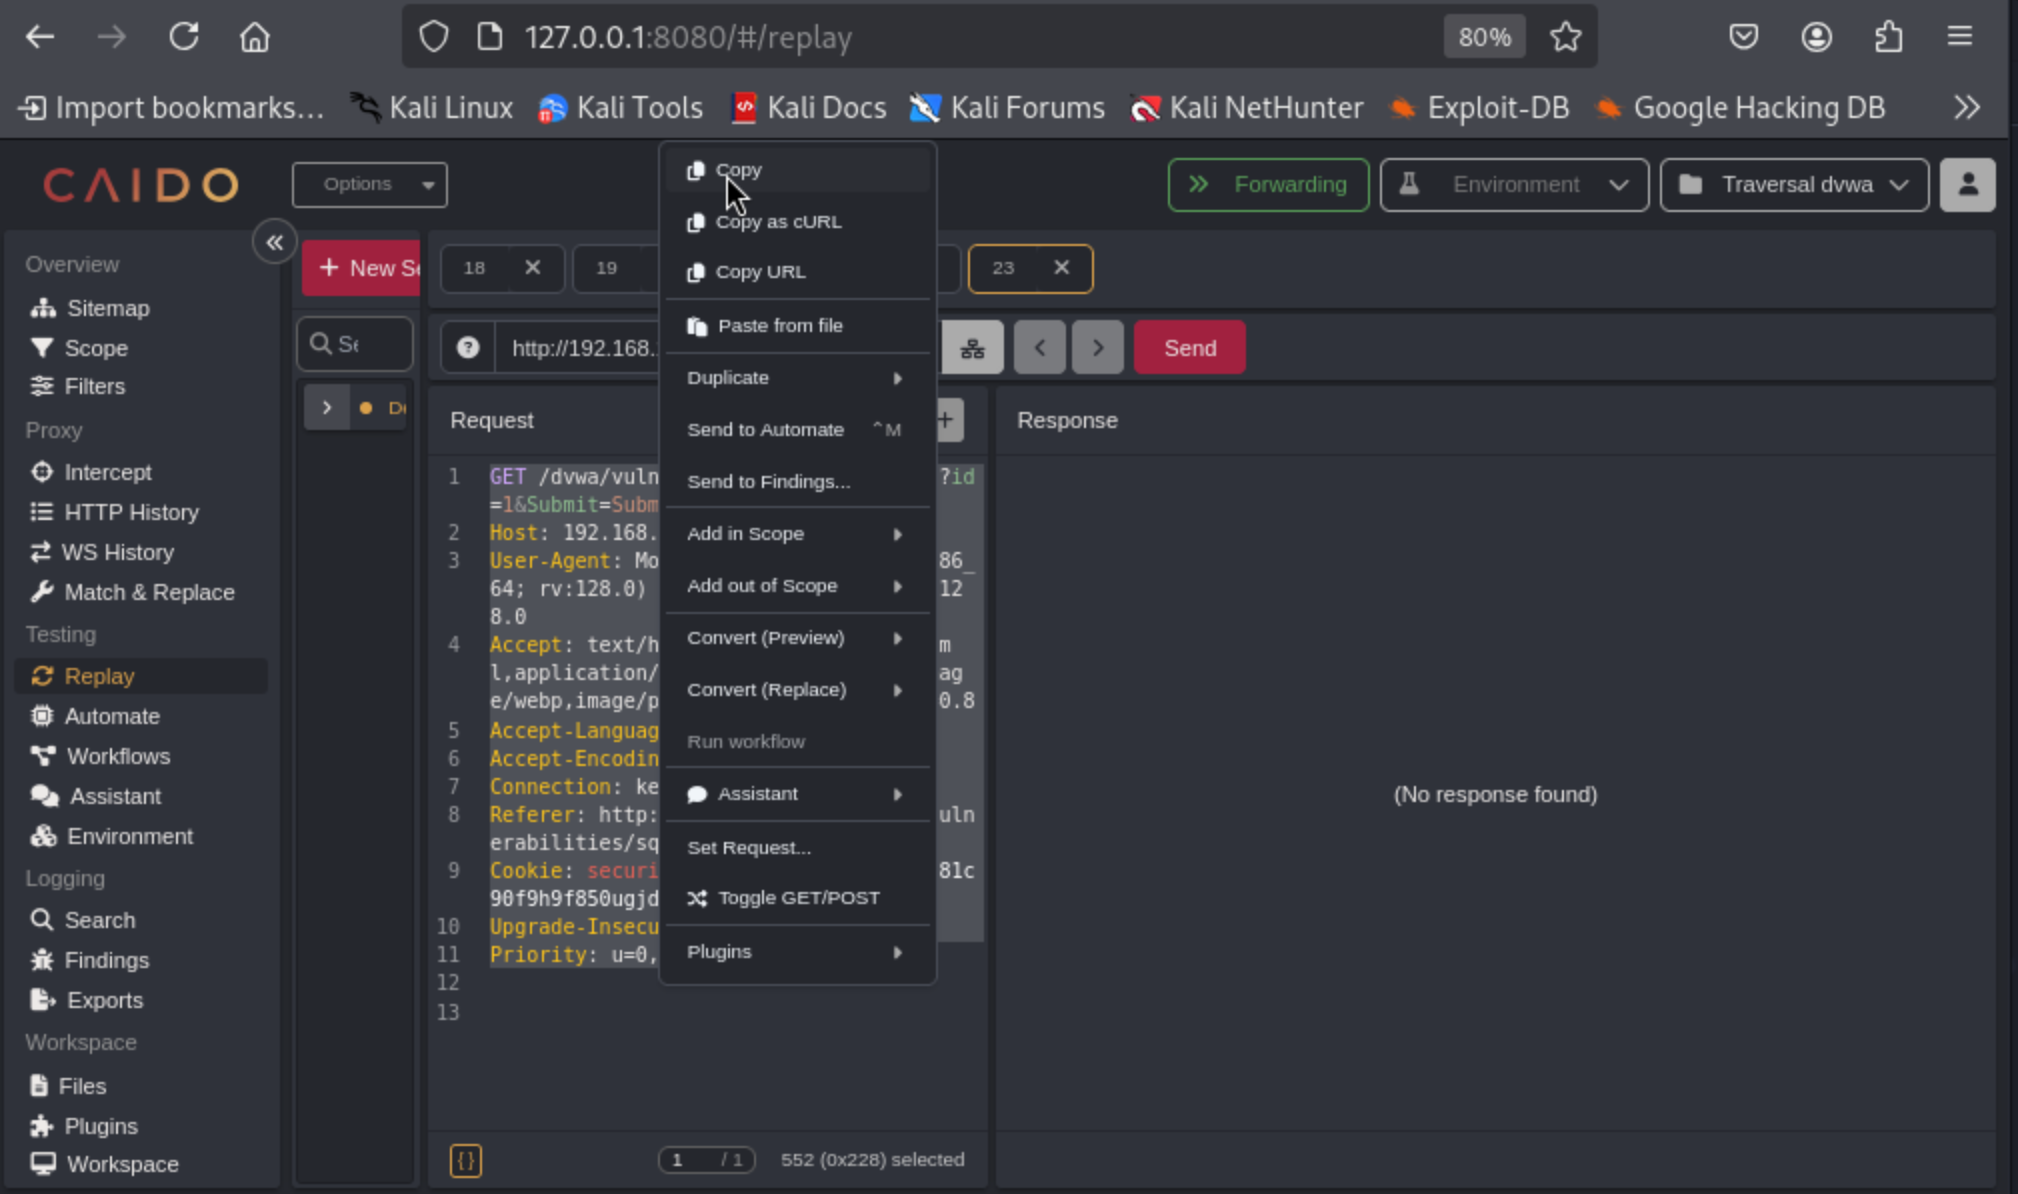 127.0.0.1:8080/#/replay
80%
Import bookmarks...
Kali Linux
Kali Tools
Kali Docs
Kali Forums
Kali NetHunter
Exploit-DB
Google Hacking DB
CAIDO
Options
Forwarding
Environment
Traversal dvwa
Overview
Sitemap
Scope
Filters
Proxy
Intercept
HTTP History
WS History
Match & Replace
Testing
Replay
Automate
Workflows
Assistant
Environment
Logging
Search
Findings
Exports
Workspace
Files
Plugins
Workspace
+ New Se
Se
18
19
23
http://192.168.
Send
Request
1 GET /dvwa/vuln ?id
=1&Submit=Subm
2 Host: 192.168.
3 User-Agent: Mo 86_
64; rv:128.0) 12
8.0
4 Accept: text/h m
l,application/ ag
e/webp,image/p 0.8
5 Accept-Languag
6 Accept-Encodin
7 Connection: ke
8 Referer: http: uln
erabilities/sq
9 Cookie: securi 81c
90f9h9f850ugjd
10 Upgrade-Insecu
11 Priority: u=0,
12
13
{}
1 / 1
552 (0x228) selected
Copy
Copy as cURL
Copy URL
Paste from file
Duplicate
Send to Automate ^M
Send to Findings...
Add in Scope
Add out of Scope
Convert (Preview)
Convert (Replace)
Run workflow
Assistant
Set Request...
Toggle GET/POST
Plugins
Response
(No response found)